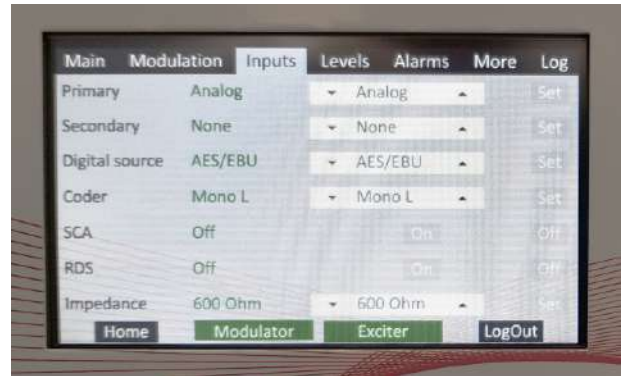 Main Modulation Inputs Levels Alarms More Log
Primary Analog Analog Set
Secondary None None Set
Digital source AES/EBU AES/EBU Set
Coder Mono L Mono L Set
SCA Off On Off
RDS Off On Off
Impedance 600 Ohm 600 Ohm Set
Home Modulator Exciter LogOut